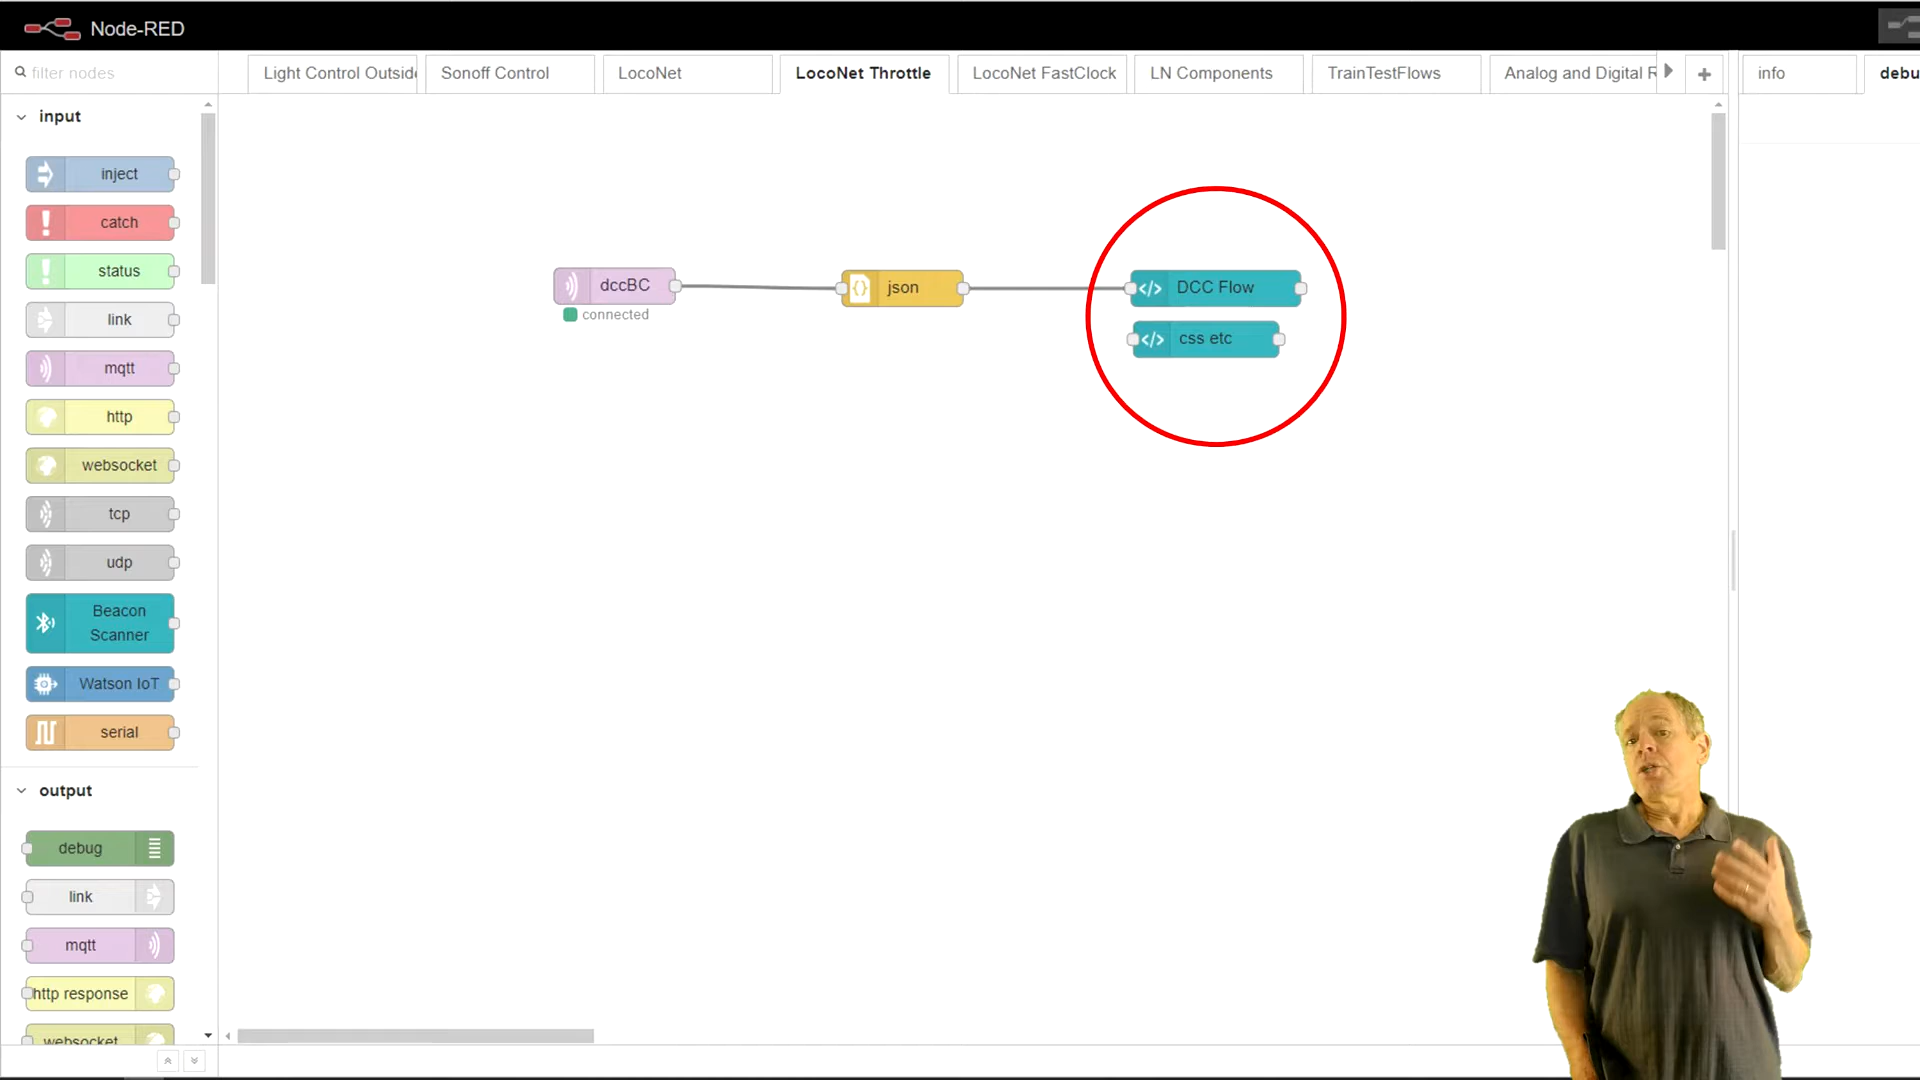 Node-RED
filter nodes
Light Control Outside
Sonoff Control
LocoNet
LocoNet Throttle
LocoNet FastClock
LN Components
TrainTestFlows
Analog and Digital R
+
info
debu
input
inject
catch
status
link
mqtt
http
websocket
tcp
udp
Beacon
Scanner
Watson IoT
serial
output
debug
link
mqtt
http response
websocket
dccBC
connected
{} json
</> DCC Flow
</> css etc